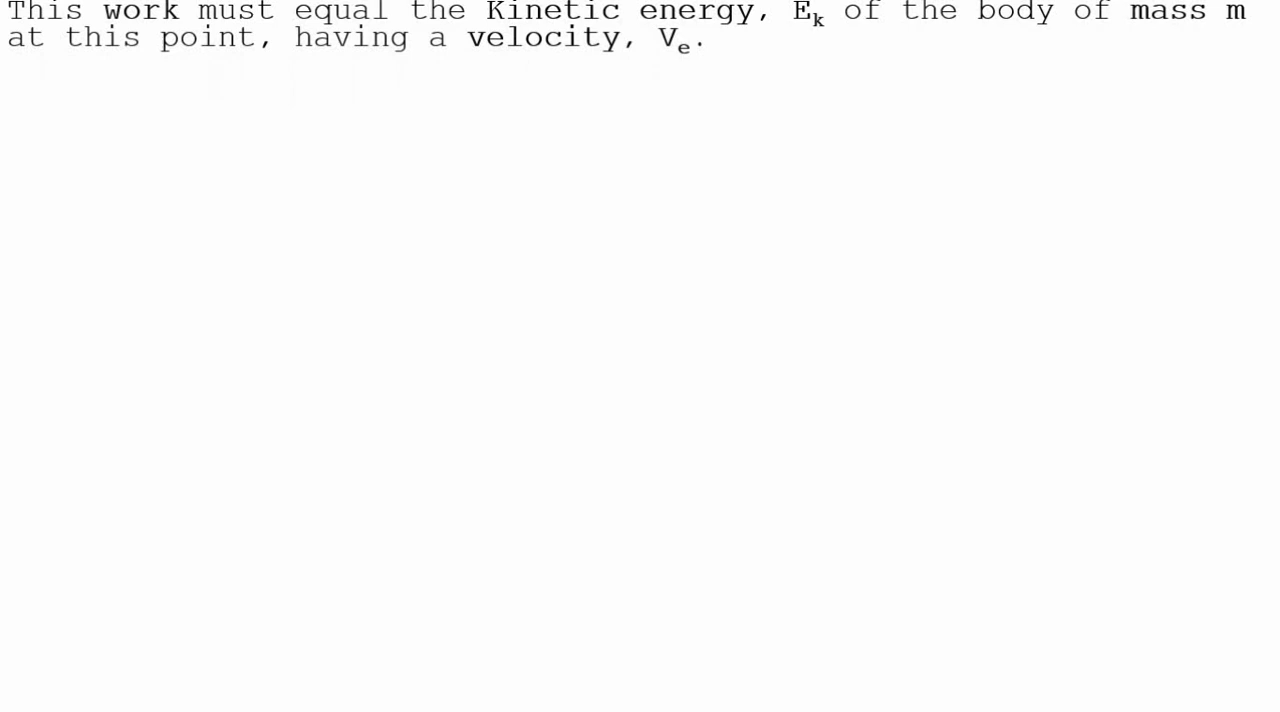 This work must equal the Kinetic energy, Eₖ of the body of mass m
at this point, having a velocity, Vₑ.